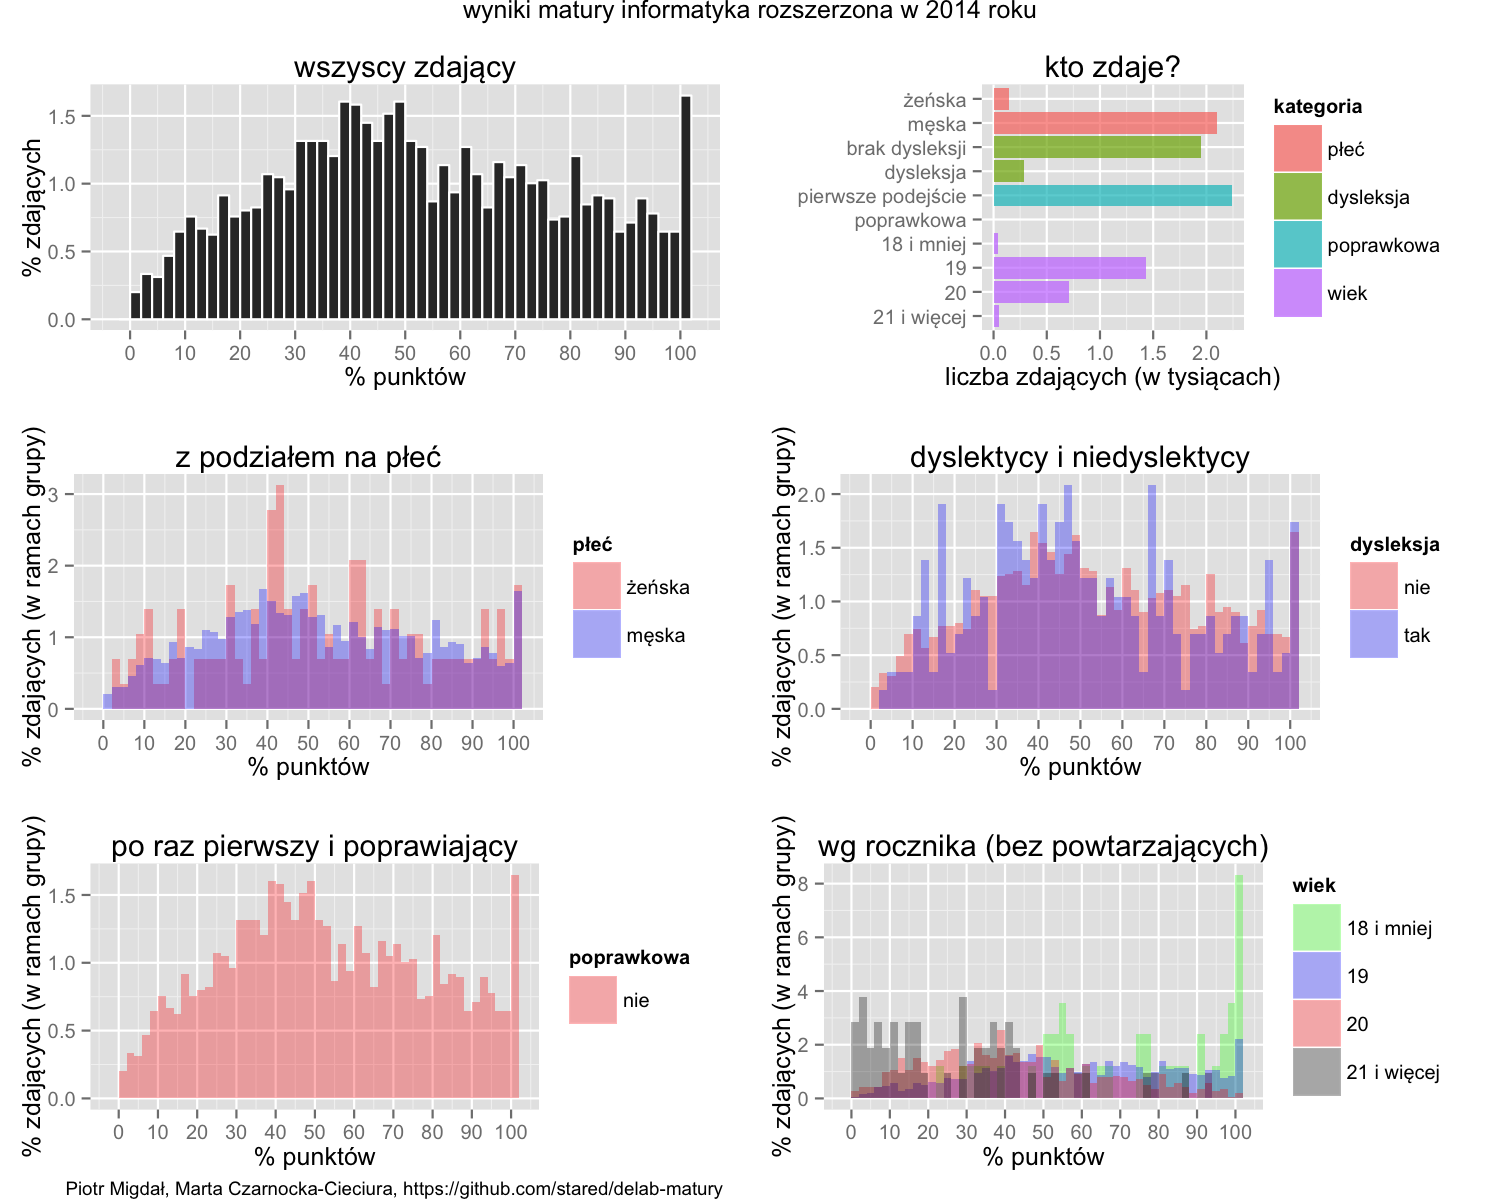 wyniki matury informatyka rozszerzona w 2014 roku
wszyscy zdający
% zdających
1.5
1.0
0.5
0.0
0 10 20 30 40 50 60 70 80 90 100
% punktów
kto zdaje?
żeńska
męska
brak dysleksji
dysleksja
pierwsze podejście
poprawkowa
18 i mniej
19
20
21 i więcej
0.0 0.5 1.0 1.5 2.0
liczba zdających (w tysiącach)
kategoria
płeć
dysleksja
poprawkowa
wiek
z podziałem na płeć
% zdających (w ramach grupy)
3
2
1
0
0 10 20 30 40 50 60 70 80 90 100
% punktów
płeć
żeńska
męska
dyslektycy i niedyslektycy
% zdających (w ramach grupy)
2.0
1.5
1.0
0.5
0.0
0 10 20 30 40 50 60 70 80 90 100
% punktów
dysleksja
nie
tak
po raz pierwszy i poprawiający
% zdających (w ramach grupy)
1.5
1.0
0.5
0.0
0 10 20 30 40 50 60 70 80 90 100
% punktów
poprawkowa
nie
wg rocznika (bez powtarzających)
% zdających (w ramach grupy)
8
6
4
2
0
0 10 20 30 40 50 60 70 80 90 100
% punktów
wiek
18 i mniej
19
20
21 i więcej
Piotr Migdał, Marta Czarnocka-Cieciura, https://github.com/stared/delab-matury